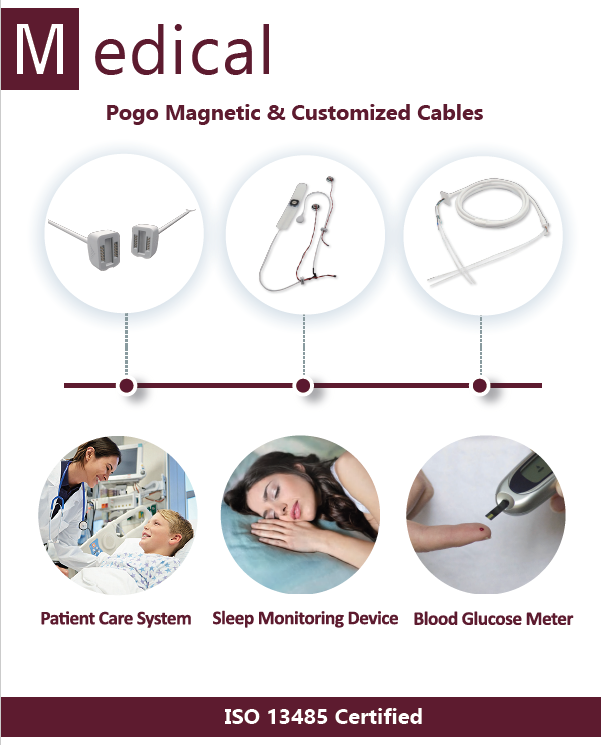 Medical
Pogo Magnetic & Customized Cables
Patient Care System
Sleep Monitoring Device
Blood Glucose Meter
ISO 13485 Certified